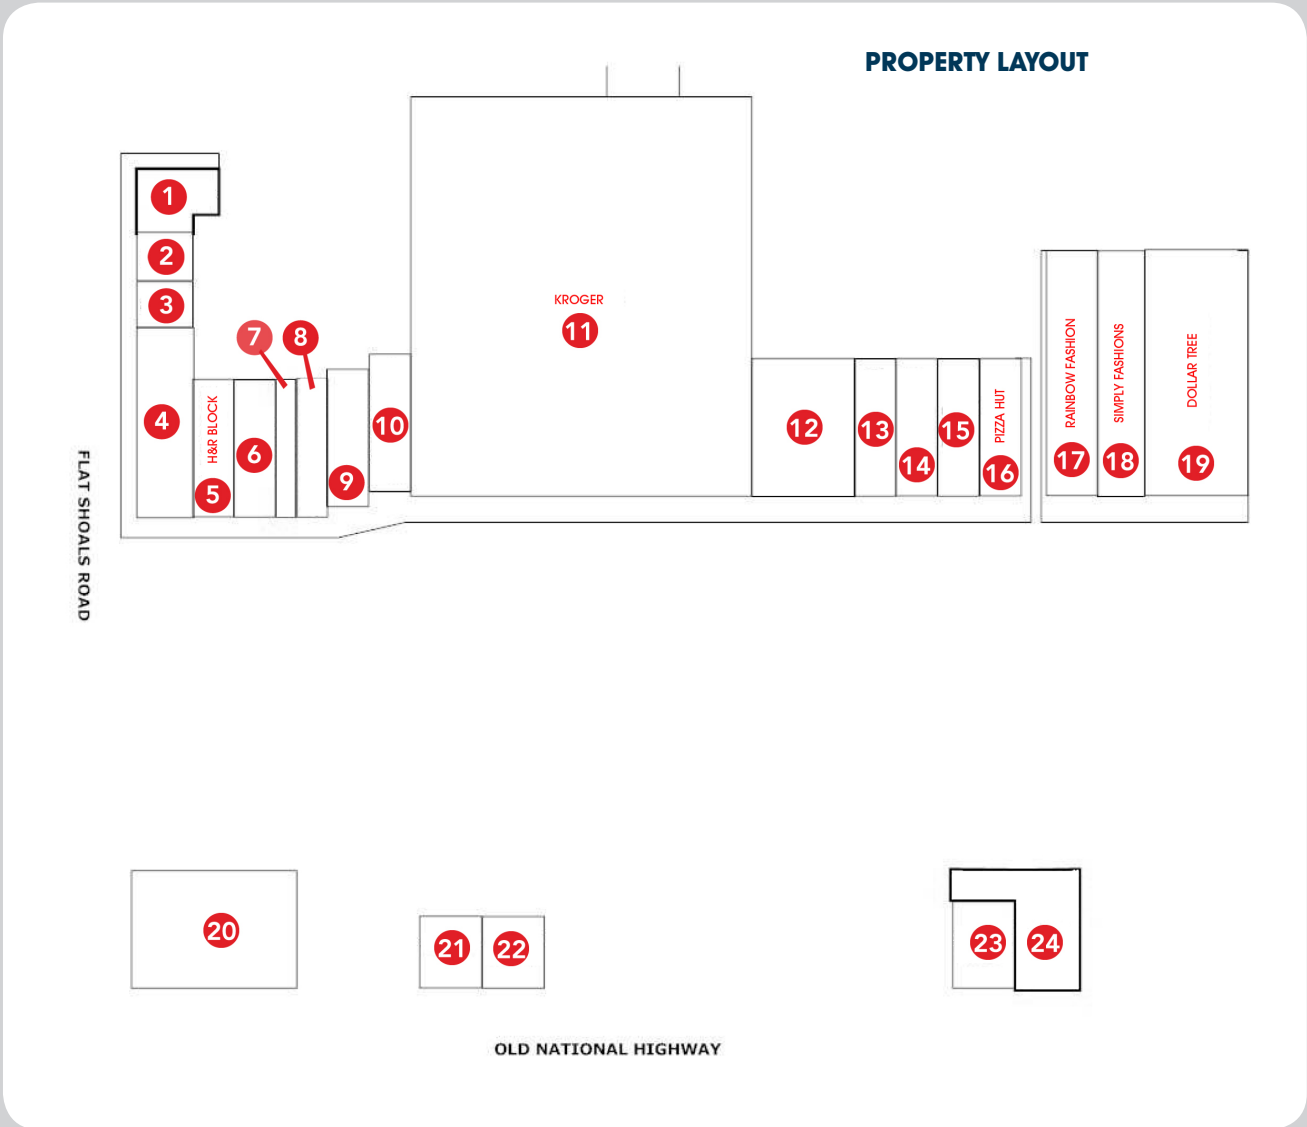 PROPERTY LAYOUT
1
2
3
7
8
KROGER
11
4
H&R BLOCK
5
6
9
10
12
13
14
15
PIZZA HUT
16
RAINBOW FASHION
17
SIMPLY FASHIONS
18
DOLLAR TREE
19
FLAT SHOALS ROAD
20
21
22
23
24
OLD NATIONAL HIGHWAY